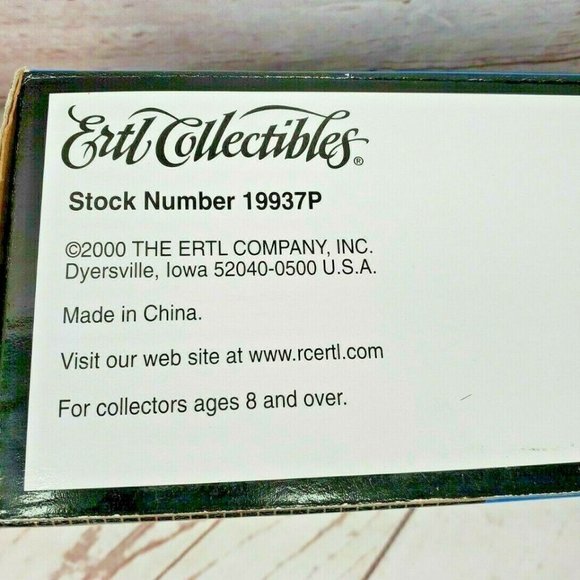 Ertl Collectibles®
Stock Number 19937P
©2000 THE ERTL COMPANY, INC.
Dyersville, Iowa 52040-0500 U.S.A.
Made in China.
Visit our web site at www.rcertl.com
For collectors ages 8 and over.